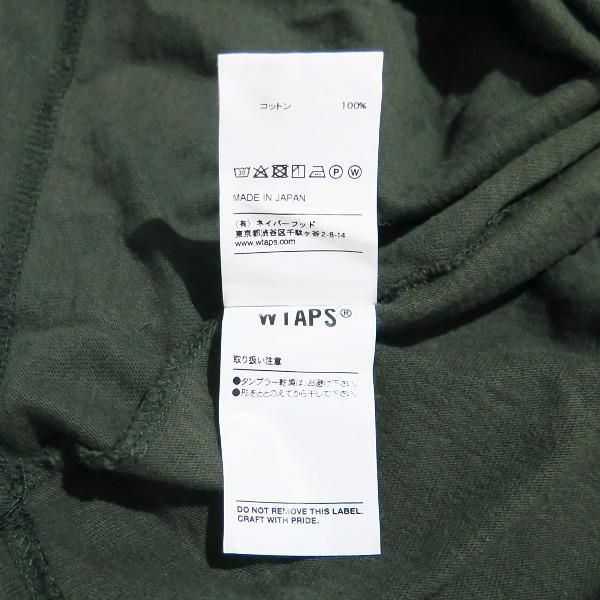 コットン 100%
MADE IN JAPAN
(有) ネイバーフッド
東京都渋谷区千駄ヶ谷2-8-14
www.wtaps.com
WTAPS®
取り扱い注意
●タンブラー乾燥は、お避け下さい。
●形をととのえてから干して下さい。
DO NOT REMOVE THIS LABEL.
CRAFT WITH PRIDE.